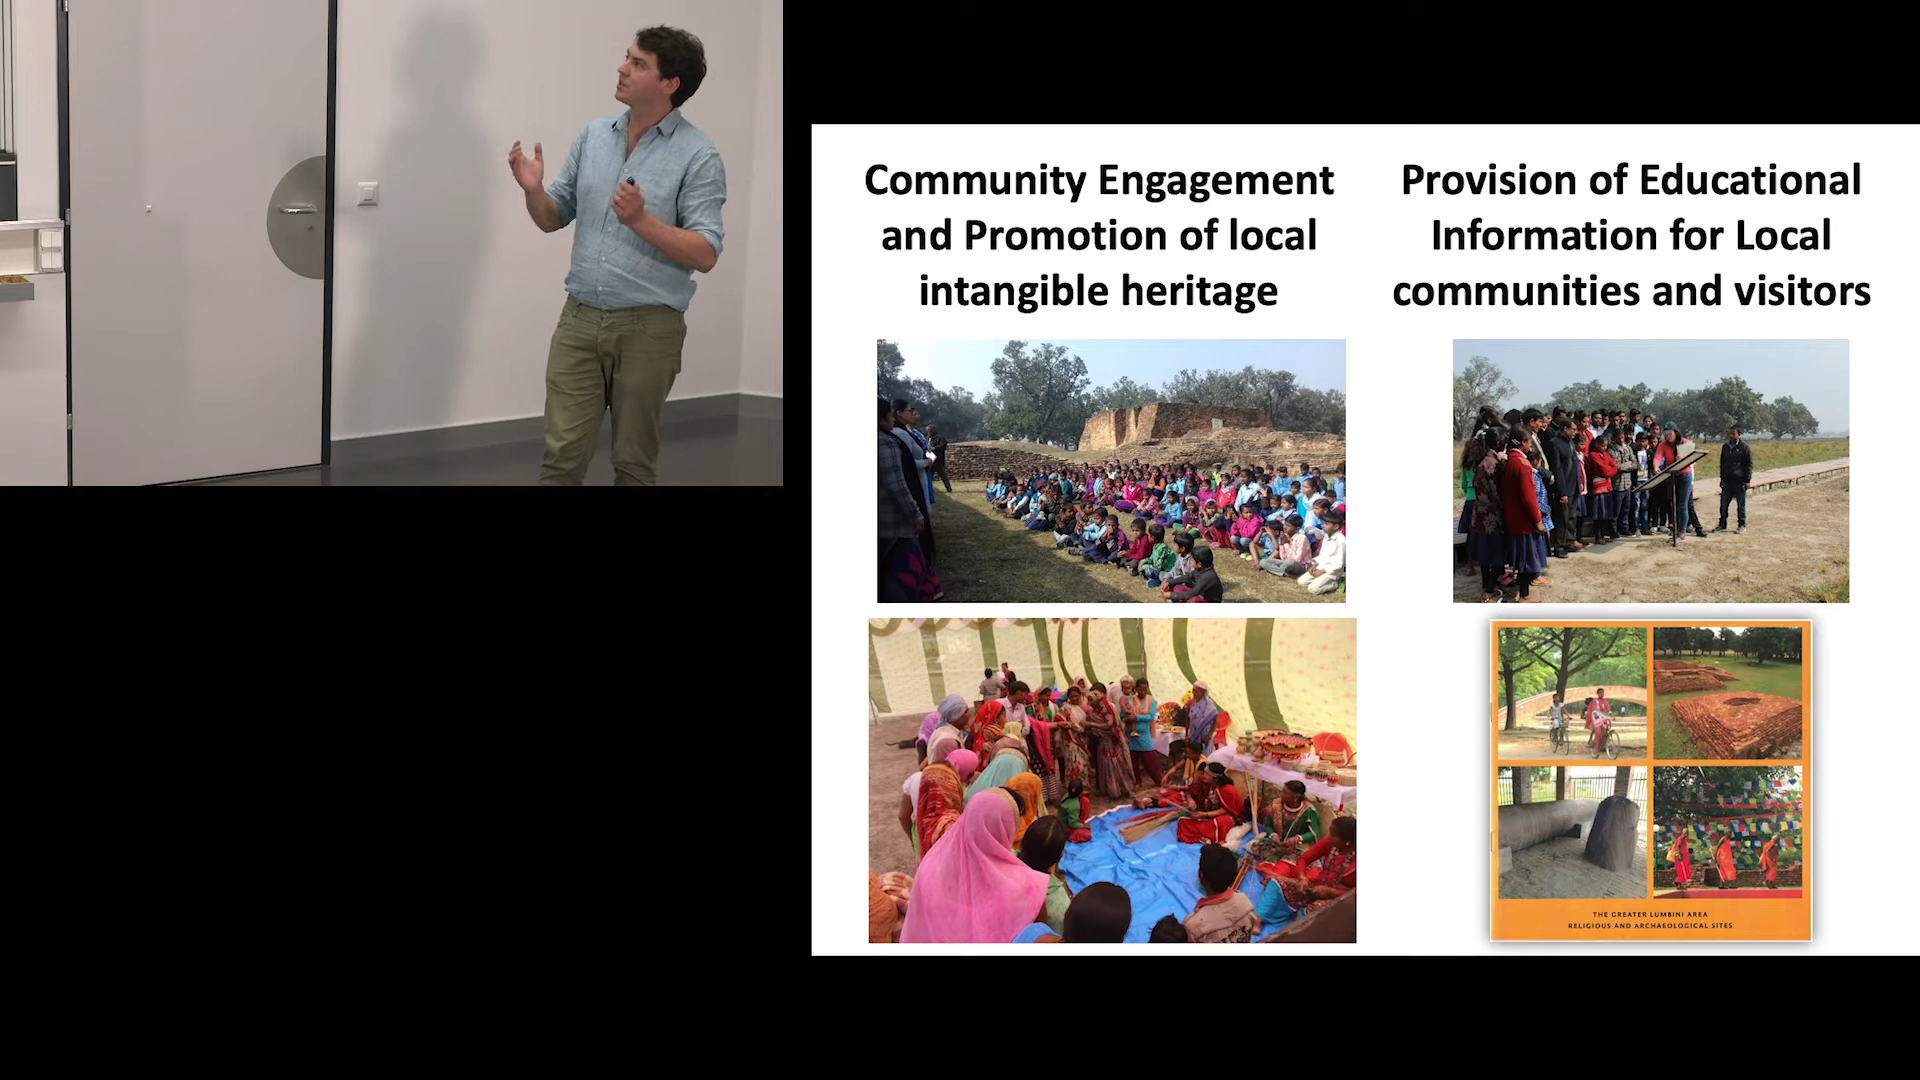 Community Engagement
and Promotion of local
intangible heritage
Provision of Educational
Information for Local
communities and visitors
THE GREATER LUMBINI AREA
RELIGIOUS AND ARCHAEOLOGICAL SITES